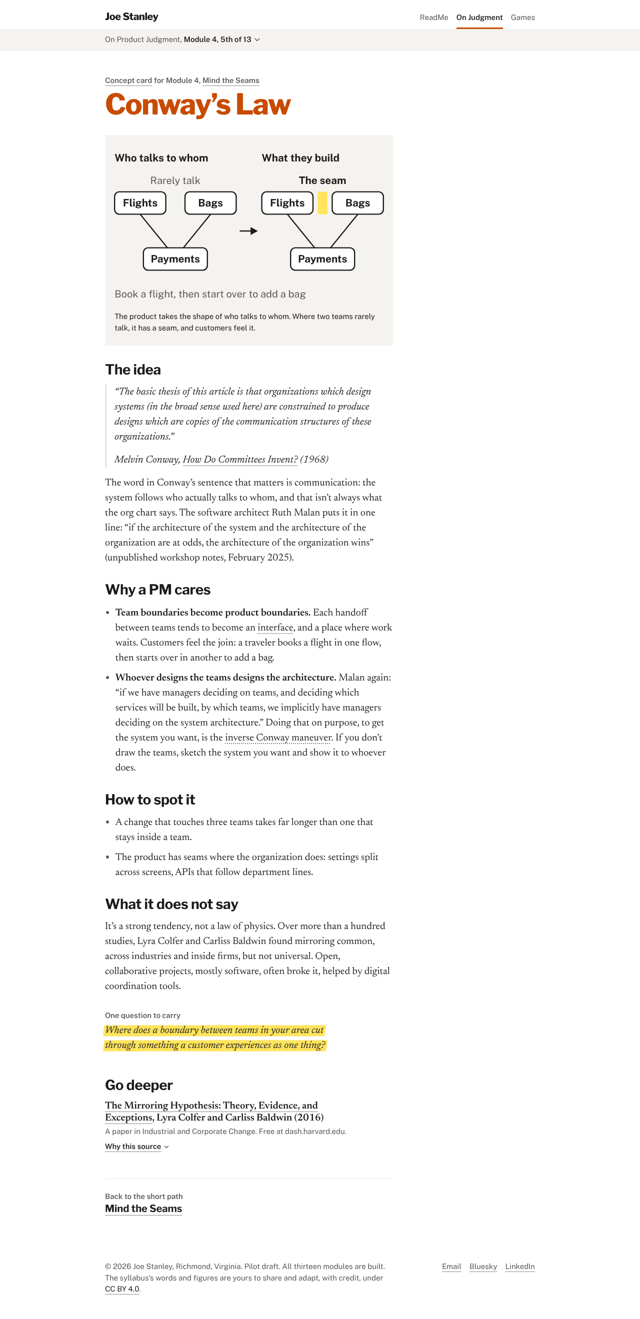 Joe Stanley
ReadMe On Judgment Games
On Product Judgment, Module 4, 5th of 13
Concept card for Module 4, Mind the Seams
Conway’s Law
Who talks to whom
What they build
Rarely talk
The seam
Flights Bags
Flights Bags
Payments
Payments
Book a flight, then start over to add a bag
The product takes the shape of who talks to whom. Where two teams rarely
talk, it has a seam, and customers feel it.
The idea
“The basic thesis of this article is that organizations which design
systems (in the broad sense used here) are constrained to produce
designs which are copies of the communication structures of these
organizations.”
Melvin Conway, How Do Committees Invent? (1968)
The word in Conway’s sentence that matters is communication: the
system follows who actually talks to whom, and that isn’t always what
the org chart says. The software architect Ruth Malan puts it in one
line: “if the architecture of the system and the architecture of the
organization are at odds, the architecture of the organization wins”
(unpublished workshop notes, February 2025).
Why a PM cares
Team boundaries become product boundaries. Each handoff
between teams tends to become an interface, and a place where work
waits. Customers feel the join: a traveler books a flight in one flow,
then starts over in another to add a bag.
Whoever designs the teams designs the architecture. Malan again:
“if we have managers deciding on teams, and deciding which
services will be built, by which teams, we implicitly have managers
deciding on the system architecture.” Doing that on purpose, to get
the system you want, is the inverse Conway maneuver. If you don’t
draw the teams, sketch the system you want and show it to whoever
does.
How to spot it
A change that touches three teams takes far longer than one that
stays inside a team.
The product has seams where the organization does: settings split
across screens, APIs that follow department lines.
What it does not say
It’s a strong tendency, not a law of physics. Over more than a hundred
studies, Lyra Colfer and Carliss Baldwin found mirroring common,
across industries and inside firms, but not universal. Open,
collaborative projects, mostly software, often broke it, helped by digital
coordination tools.
One question to carry
Where does a boundary between teams in your area cut
through something a customer experiences as one thing?
Go deeper
The Mirroring Hypothesis: Theory, Evidence, and
Exceptions, Lyra Colfer and Carliss Baldwin (2016)
A paper in Industrial and Corporate Change. Free at dash.harvard.edu.
Why this source
Back to the short path
Mind the Seams
© 2026 Joe Stanley, Richmond, Virginia. Pilot draft. All thirteen modules are built.
The syllabus’s words and figures are yours to share and adapt, with credit, under
CC BY 4.0.
Email Bluesky LinkedIn